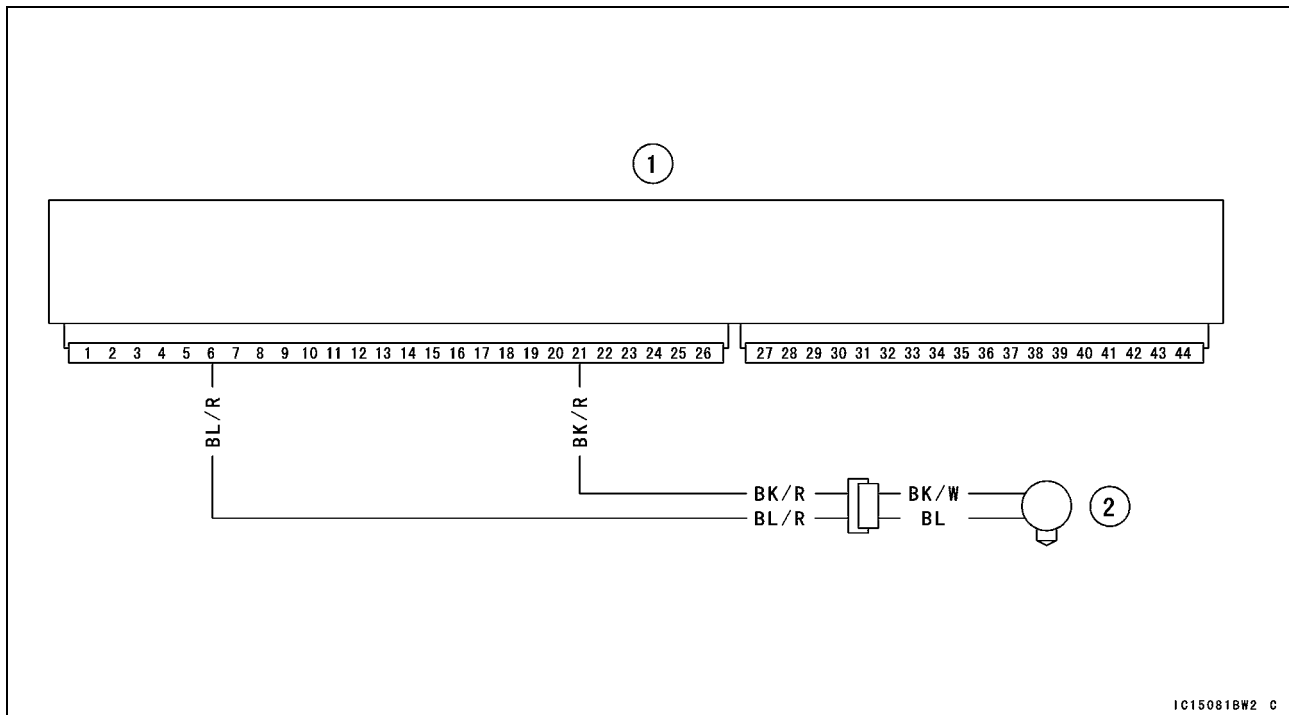 1
1 2 3 4 5 6 7 8 9 10 11 12 13 14 15 16 17 18 19 20 21 22 23 24 25 26 27 28 29 30 31 32 33 34 35 36 37 38 39 40 41 42 43 44
BL/R
BK/R
BK/R BK/W
BL/R BL
2
IC15081BW2 C